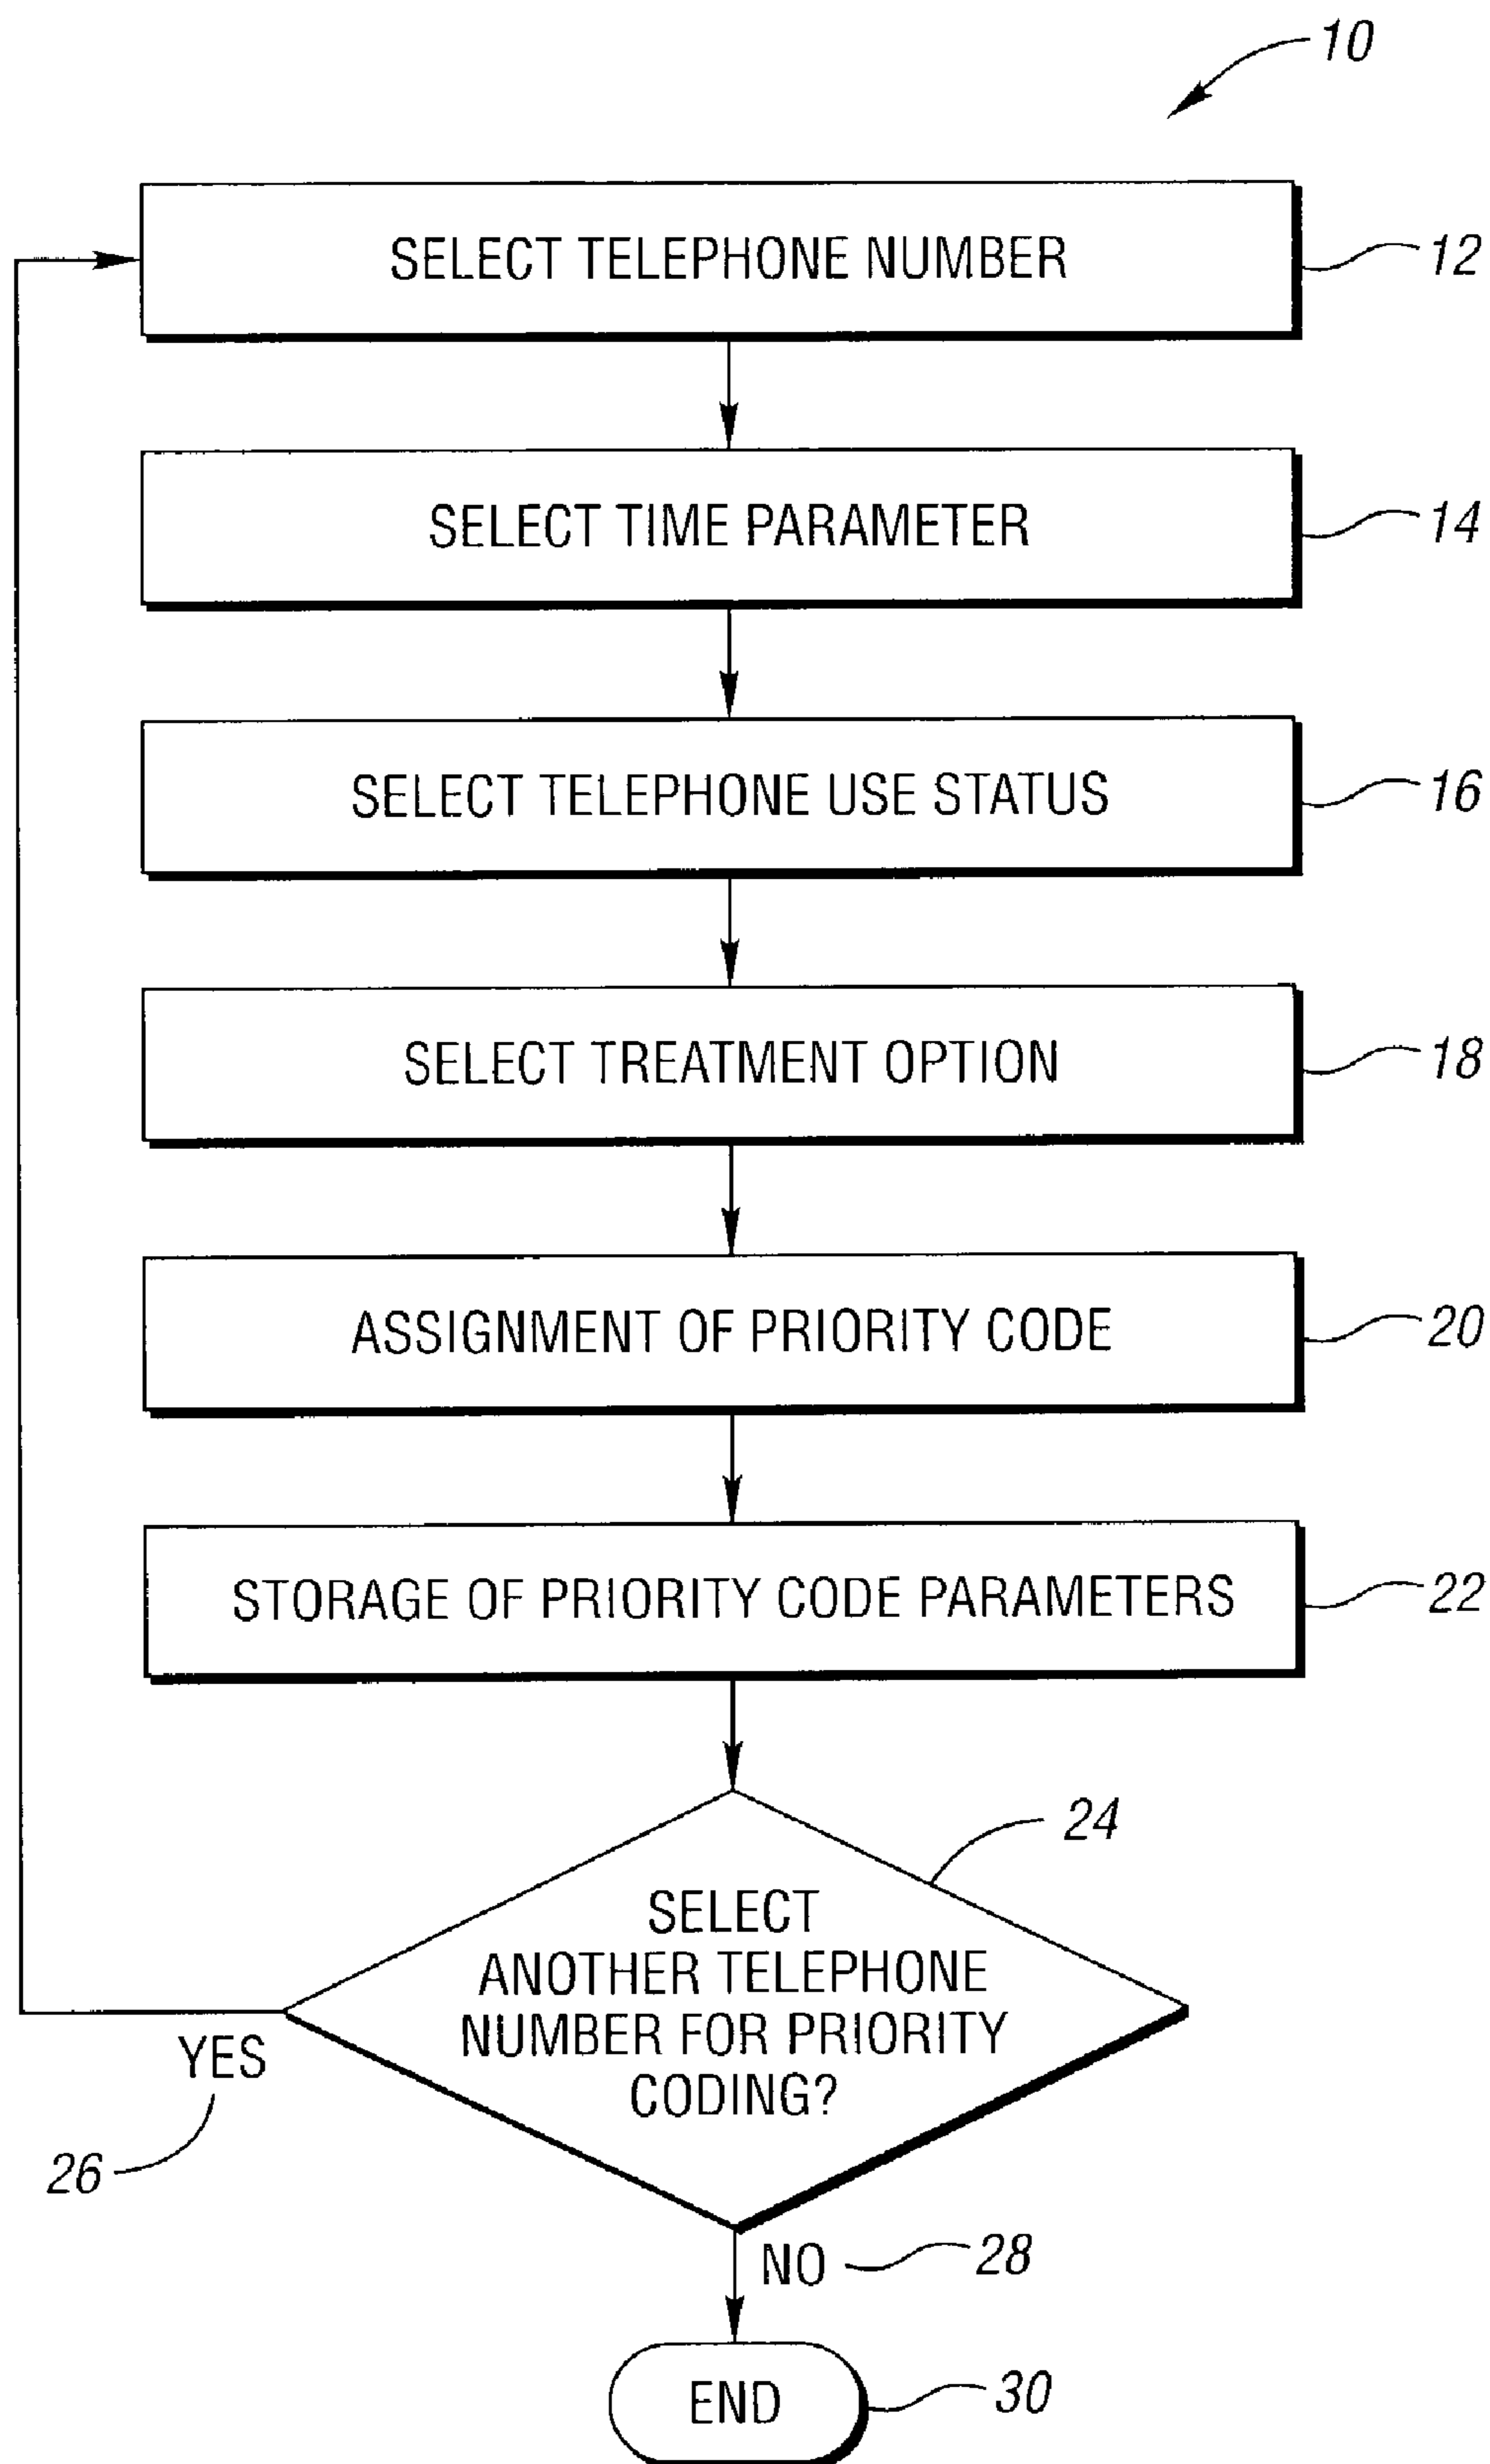 10
SELECT TELEPHONE NUMBER
12
SELECT TIME PARAMETER
14
SELECT TELEPHONE USE STATUS
16
SELECT TREATMENT OPTION
18
ASSIGNMENT OF PRIORITY CODE
20
STORAGE OF PRIORITY CODE PARAMETERS
22
24
SELECT
ANOTHER TELEPHONE
NUMBER FOR PRIORITY
CODING?
YES
26
NO
28
END
30